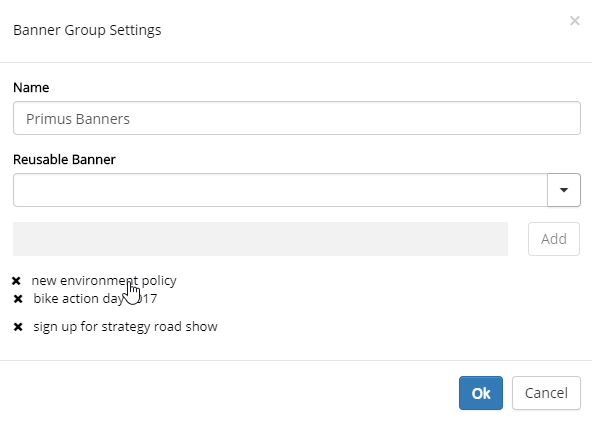 Banner Group Settings
×
Name
Primus Banners
Reusable Banner
Add
✖ new environment policy
✖ bike action day 017
✖ sign up for strategy road show
Ok
Cancel